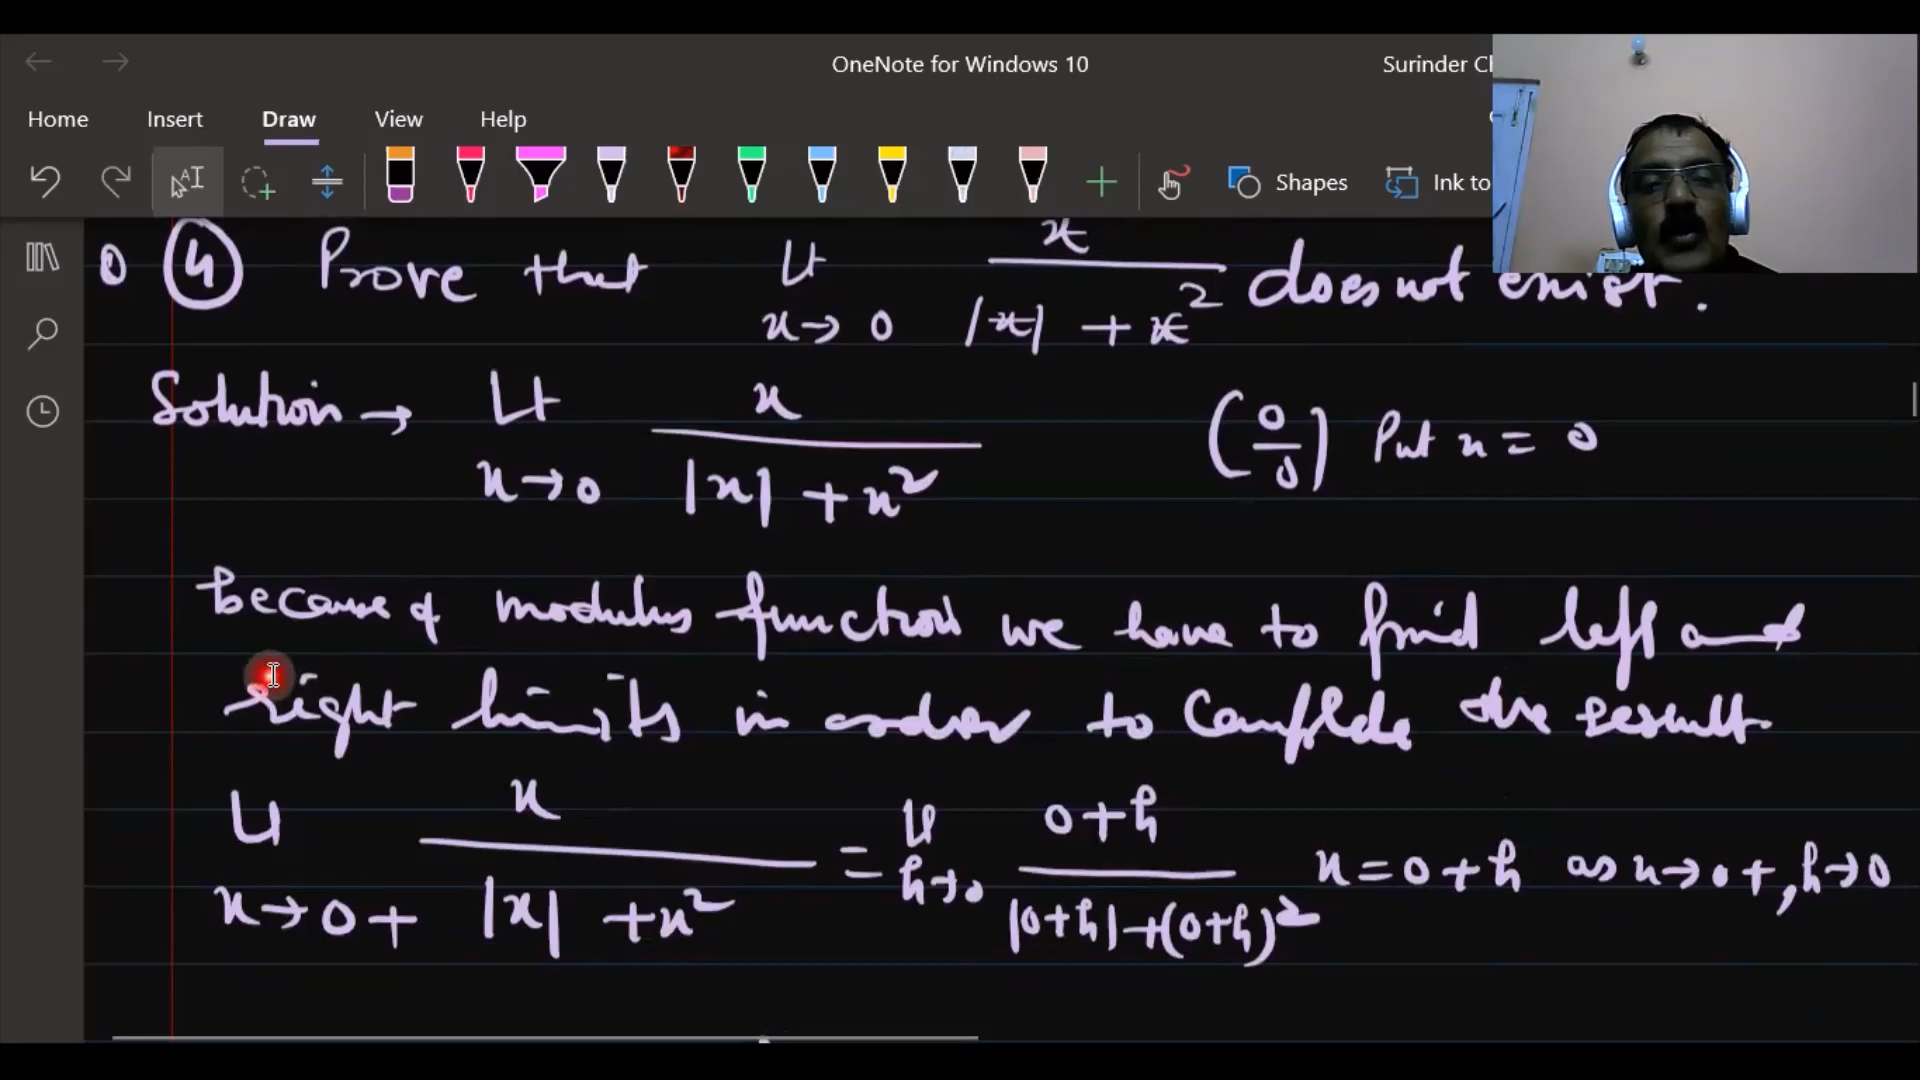 OneNote for Windows 10
Surinder Ch
Home Insert Draw View Help
Shapes Ink to
Q (4) Prove that Lt x→0 x/(|x| + x²) does not exist.
Solution → Lt x→0 x/(|x| + x²) (0/0) Put x = 0
because of modulus function we have to find left and
right limits in order to
the result
Lt x→0+ x/(|x| + x²) = Lt h→0 (0+h)/(|0+h|+(0+h)²) x = 0+h as x→0+, h→0